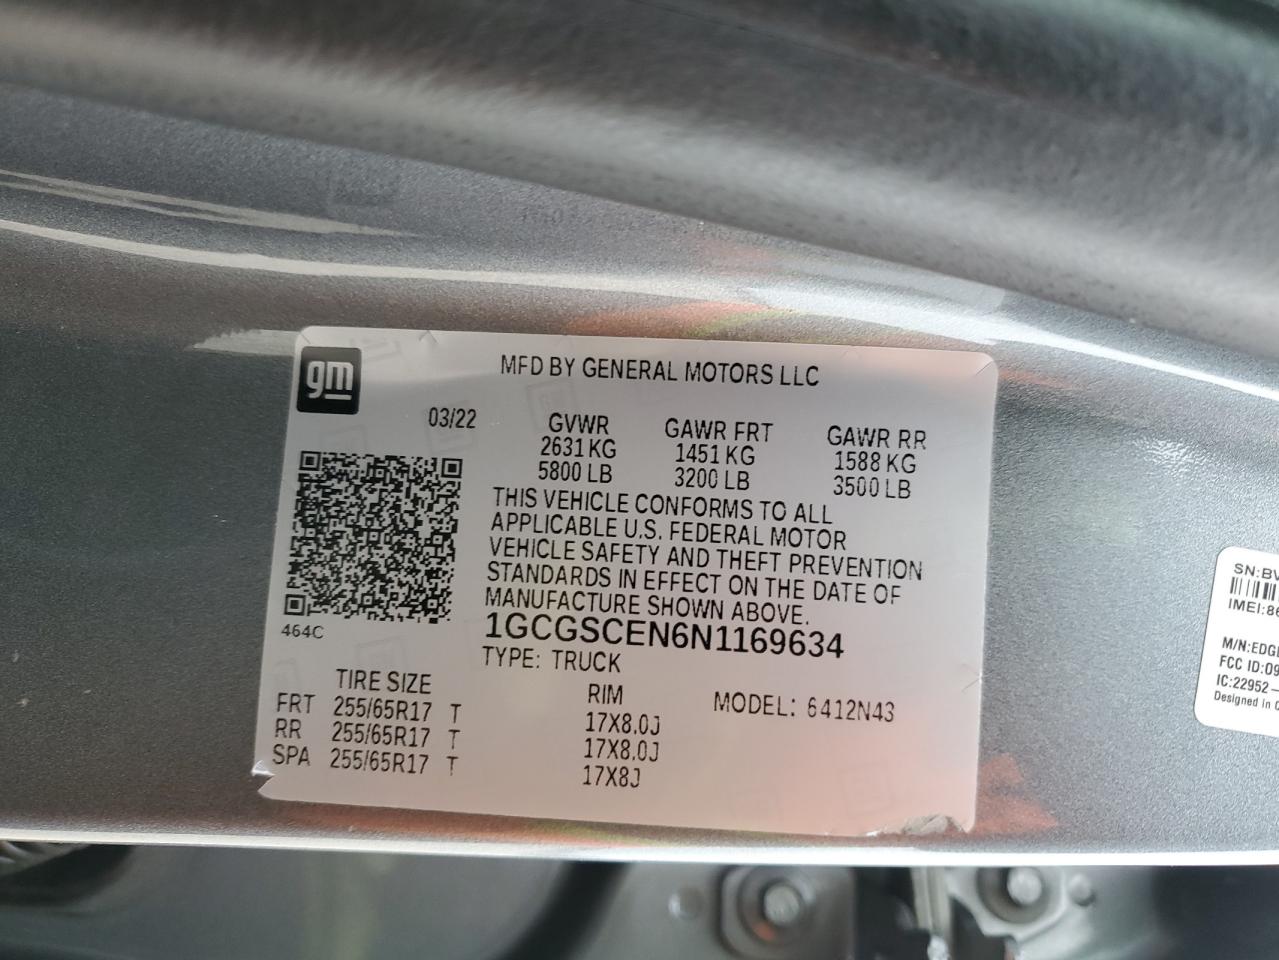 gm
MFD BY GENERAL MOTORS LLC
03/22
GVWR GAWR FRT GAWR RR
2631 KG 1451 KG 1588 KG
5800 LB 3200 LB 3500 LB
THIS VEHICLE CONFORMS TO ALL
APPLICABLE U.S. FEDERAL MOTOR
VEHICLE SAFETY AND THEFT PREVENTION
STANDARDS IN EFFECT ON THE DATE OF
MANUFACTURE SHOWN ABOVE.
464C
1GCGSCEN6N1169634
TYPE: TRUCK
TIRE SIZE RIM MODEL: 6412N43
FRT 255/65R17 T 17X8.0J
RR 255/65R17 T 17X8.0J
SPA 255/65R17 T 17X8J
SN:BV
IMEI:86
M/N:EDG
FCC ID:09
IC:22952-
Designed in C